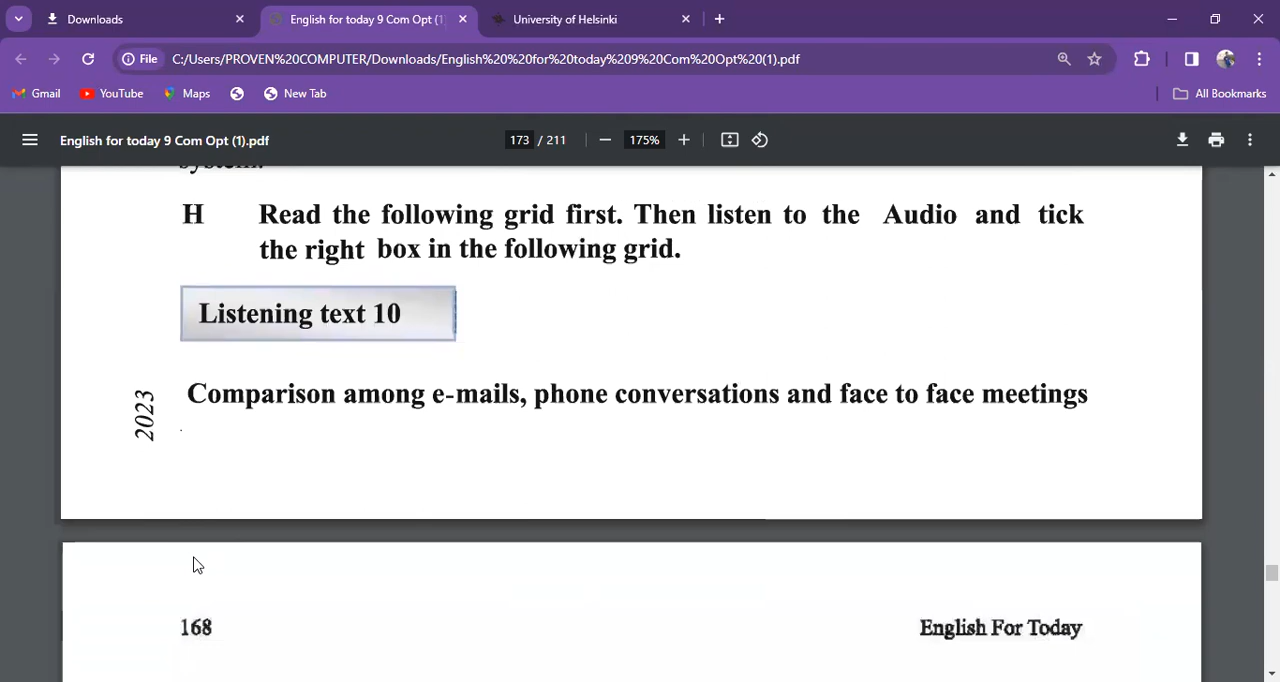 Downloads
English for today 9 Com Opt (1)
University of Helsinki
File
C:/Users/PROVEN%20COMPUTER/Downloads/English%20%20for%20today%209%20Com%20Opt%20(1).pdf
Gmail
YouTube
Maps
New Tab
All Bookmarks
English for today 9 Com Opt (1).pdf
173 / 211
175%
system.
H Read the following grid first. Then listen to the Audio and tick
the right box in the following grid.
Listening text 10
2023
Comparison among e-mails, phone conversations and face to face meetings
168
English For Today